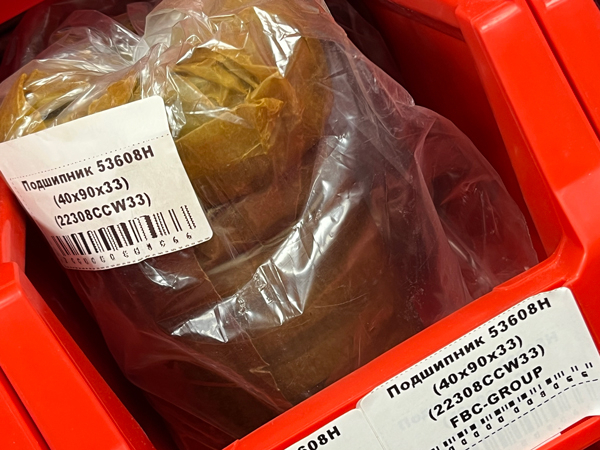 Подшипник 53608Н
(40х90х33)
(22308CCW33)
Подшипник 53608Н
(40х90х33)
(22308CCW33)
FBC-GROUP
608Н